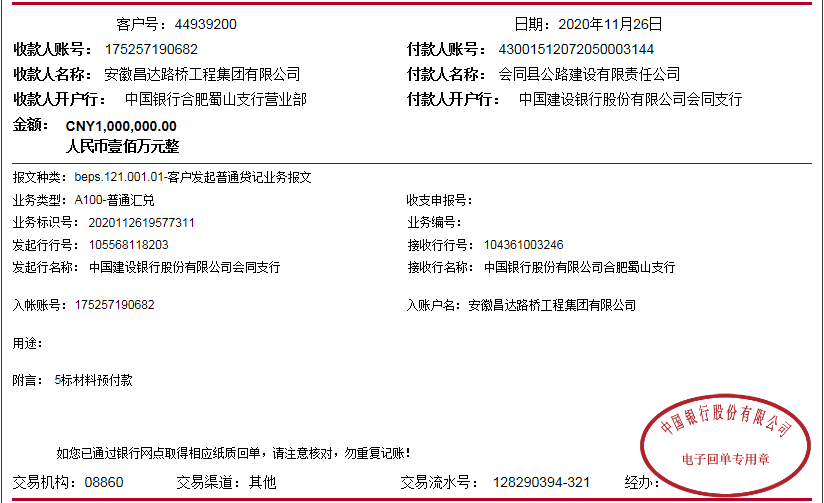 客户号：44939200 日期：2020年11月26日
收款人账号：175257190682 付款人账号：43001512072050003144
收款人名称：安徽昌达路桥工程集团有限公司 付款人名称：会同县公路建设有限责任公司
收款人开户行：中国银行合肥蜀山支行营业部 付款人开户行：中国建设银行股份有限公司会同支行
金额：CNY1,000,000.00
人民币壹佰万元整
报文种类：beps.121.001.01-客户发起普通贷记业务报文
业务类型：A100-普通汇兑 收支申报号：
业务标识号：2020112619577311 业务编号：
发起行行号：105568118203 接收行行号：104361003246
发起行名称：中国建设银行股份有限公司会同支行 接收行名称：中国银行股份有限公司合肥蜀山支行
入帐账号：175257190682 入账户名：安徽昌达路桥工程集团有限公司
用途：
附言：5标材料预付款
中国银行股份有限公司
电子回单专用章
如您已通过银行网点取得相应纸质回单，请注意核对，勿重复记账！
交易机构：08860 交易渠道：其他 交易流水号：128290394-321 经办：